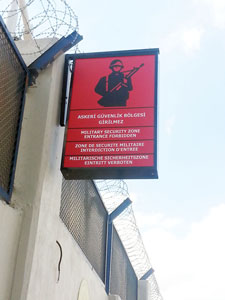 ASKERİ GÜVENLİK BÖLGESİ
GİRİLMEZ
MILITARY SECURITY ZONE
ENTRANCE FORBIDDEN
ZONE DE SECURITE MILITAIRE
INTERDICTION D'ENTREE
MILITARISCHE SICHERHEITSZONE
EINTRITT VERBOTEN